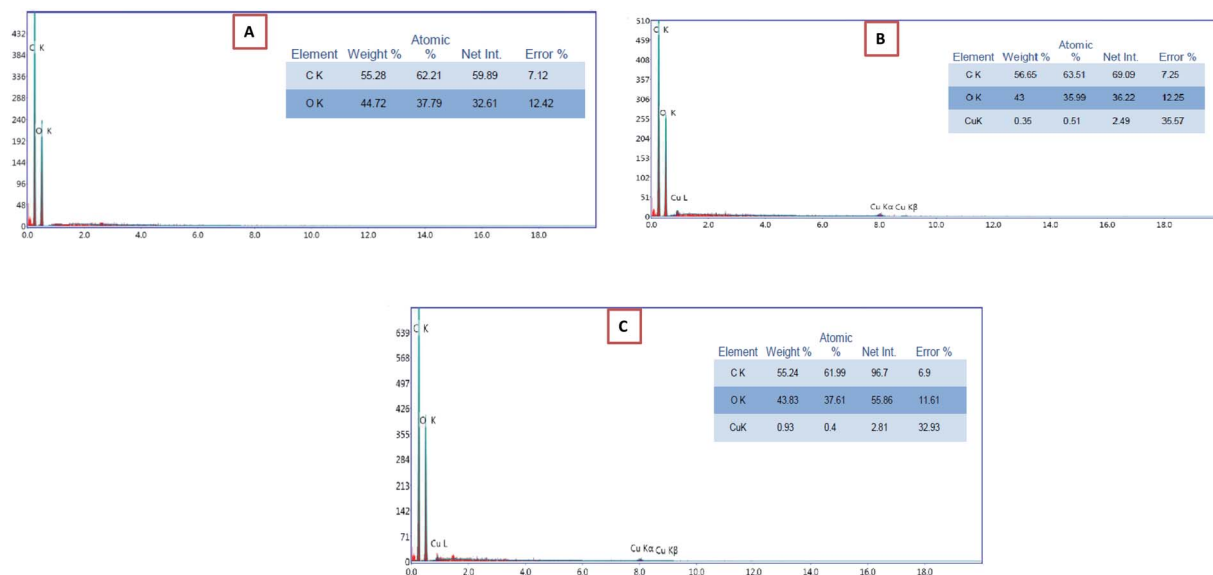 A
Element Weight % Atomic % Net Int. Error %
C K 55.28 62.21 59.89 7.12
O K 44.72 37.79 32.61 12.42
432
384
336
288
240
192
144
96
48
0
C K
O K
0.0 2.0 4.0 6.0 8.0 10.0 12.0 14.0 16.0 18.0
B
Element Weight % Atomic % Net Int. Error %
C K 56.65 63.51 69.09 7.25
O K 43 35.99 36.22 12.25
CuK 0.35 0.51 2.49 35.57
510
459
408
357
306
255
204
153
102
51
0
C K
O K
Cu L
Cu Kα Cu Kβ
0.0 2.0 4.0 6.0 8.0 10.0 12.0 14.0 16.0 18.0
C
Element Weight % Atomic % Net Int. Error %
C K 55.24 61.99 96.7 6.9
O K 43.83 37.61 55.86 11.61
CuK 0.93 0.4 2.81 32.93
639
568
497
426
355
284
213
142
71
0
C K
O K
Cu L
Cu Kα Cu Kβ
0.0 2.0 4.0 6.0 8.0 10.0 12.0 14.0 16.0 18.0